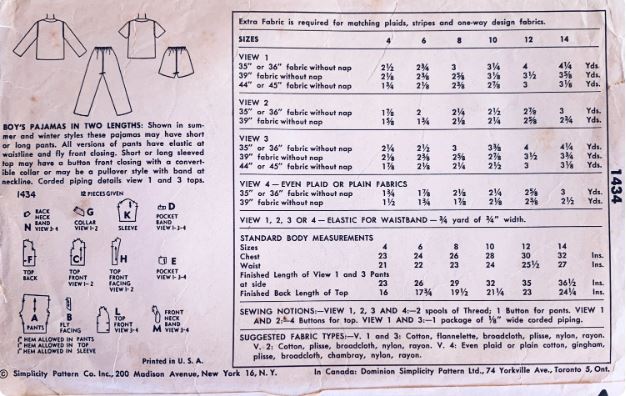 BOY'S PAJAMAS IN TWO LENGTHS: Shown in sum-
mer and winter styles these pajamas may have short
or long pants. All versions of pants have elastic at
waistline and fly front closing. Short or long sleeved
top may have a button front closing with a convert-
ible collar or may be a pullover style with band at
neckline. Corded piping details view 1 and 3 tops.
1434 12 PIECES GIVEN
N BACK NECK BAND VIEW 3-4
G COLLAR VIEW 1-2
K SLEEVE
D POCKET BAND VIEW 1-3-4
F TOP BACK
C TOP FRONT VIEW 1-2
H TOP FRONT FACING VIEW 1-2
E POCKET VIEW 1-3-4
A PANTS
B FLY FACING
L TOP FRONT VIEW 3-4
M FRONT NECK BAND VIEW 3-4
1" HEM ALLOWED IN PANTS
1" HEM ALLOWED IN TOP
1" HEM ALLOWED IN SLEEVE
Printed in U. S. A.
Extra Fabric is required for matching plaids, stripes and one-way design fabrics.
SIZES 4 6 8 10 12 14
VIEW 1
35" or 36" fabric without nap 2½ 2¾ 3 3¼ 4 4¼ Yds.
39" fabric without nap 2⅛ 2⅜ 2⅝ 3⅛ 3½ 3⅝ Yds.
44" or 45" fabric without nap 1¾ 2⅛ 2⅜ 2⅞ 3 3⅛ Yds.
VIEW 2
35" or 36" fabric without nap 1⅞ 2 2¼ 2½ 2⅞ 3 Yds.
39" fabric without nap 1⅝ 1¾ 2⅛ 2¼ 2⅝ 2¾ Yds.
VIEW 3
35" or 36" fabric without nap 2¼ 2½ 3 3⅜ 4 4¼ Yds.
39" fabric without nap 2⅛ 2⅜ 2⅝ 2⅞ 3½ 3¾ Yds.
44" or 45" fabric without nap 1⅞ 2⅛ 2¼ 2½ 3 3⅛ Yds.
VIEW 4—EVEN PLAID OR PLAIN FABRICS
35" or 36" fabric without nap 1¾ 1⅞ 2⅛ 2¼ 2⅝ 3 Yds.
39" fabric without nap 1½ 1¾ 1⅞ 2⅛ 2⅜ 2½ Yds.
VIEW 1, 2, 3 OR 4—ELASTIC FOR WAISTBAND—¾ yard of ¾" width.
STANDARD BODY MEASUREMENTS
Sizes 4 6 8 10 12 14
Chest 23 24 26 28 30 32 Ins.
Waist 21 22 23 24 25½ 27 Ins.
Finished Length of View 1 and 3 Pants
at side 23 26 29 32 35 36½ Ins.
Finished Back Length of Top 16 17¾ 19½ 21¼ 23 24¼ Ins.
SEWING NOTIONS:—VIEW 1, 2, 3 AND 4:—2 spools of Thread; 1 Button for pants. VIEW 1
AND 2:—4 Buttons for top. VIEW 1 AND 3:—1 package of ⅛" wide corded piping.
SUGGESTED FABRIC TYPES:—V. 1 and 3: Cotton, flannelette, broadcloth, plisse, nylon, rayon.
V. 2: Cotton, plisse, broadcloth, nylon, rayon. V. 4: Even plaid or plain cotton, gingham,
plisse, broadcloth, chambray, nylon, rayon.
1434
© Simplicity Pattern Co. Inc., 200 Madison Avenue, New York 16, N. Y. In Canada: Dominion Simplicity Pattern Ltd., 74 Yorkville Ave., Toronto 5, Ont.